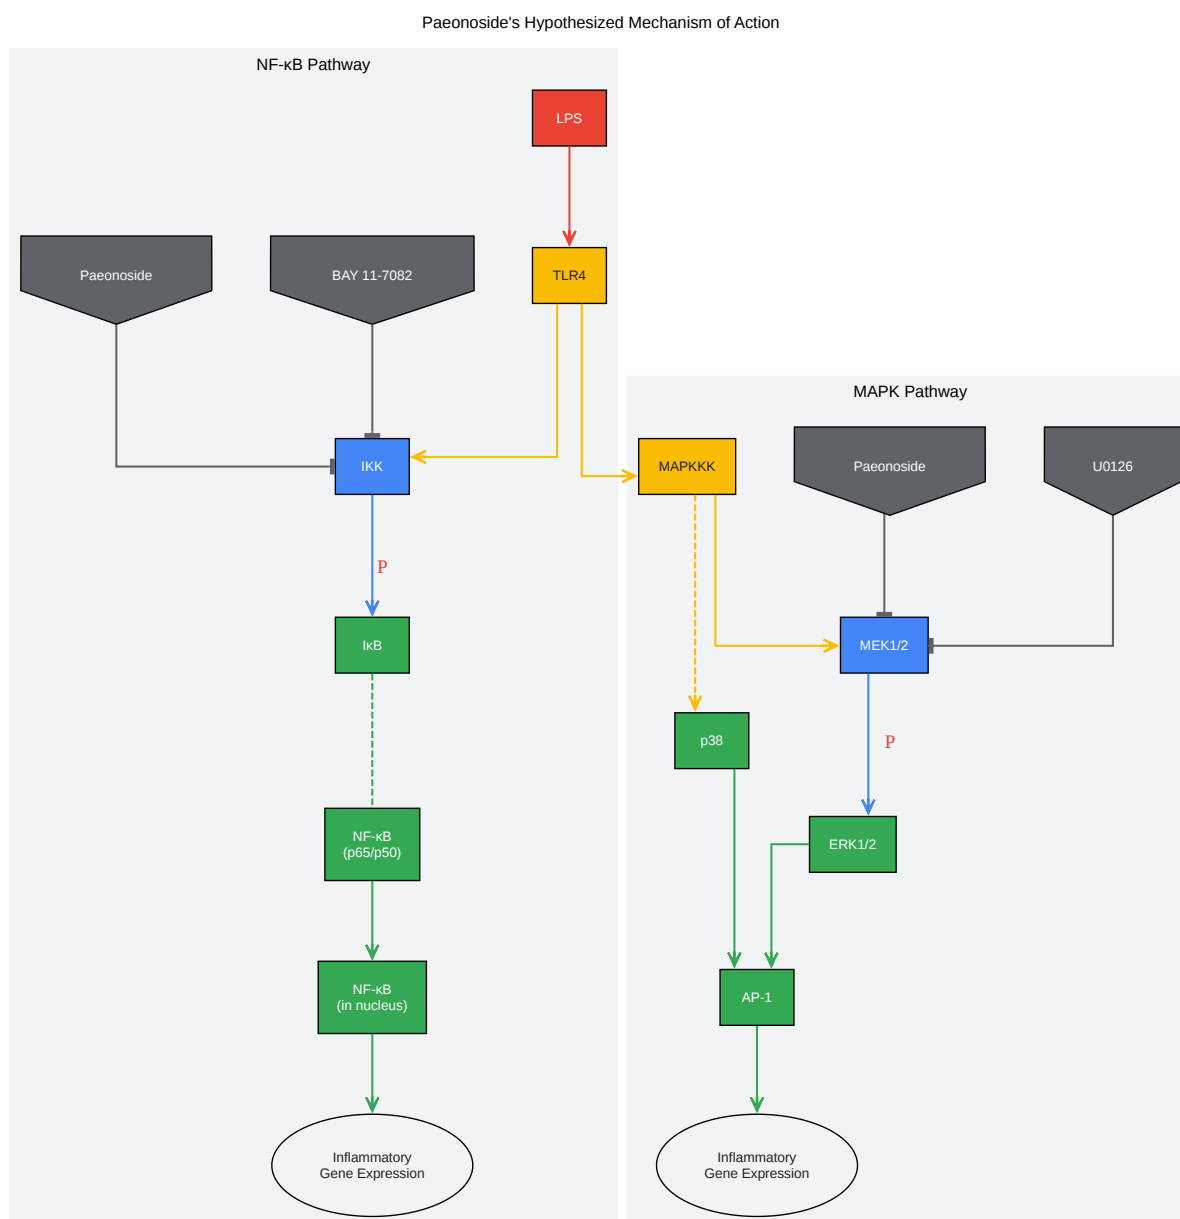 Paeonoside's Hypothesized Mechanism of Action
NF-κB Pathway
LPS
Paeonoside
BAY 11-7082
TLR4
MAPK Pathway
IKK
MAPKKK
Paeonoside
U0126
P
IκB
MEK1/2
p38
P
NF-κB
(p65/p50)
ERK1/2
NF-κB
(in nucleus)
AP-1
Inflammatory
Gene Expression
Inflammatory
Gene Expression